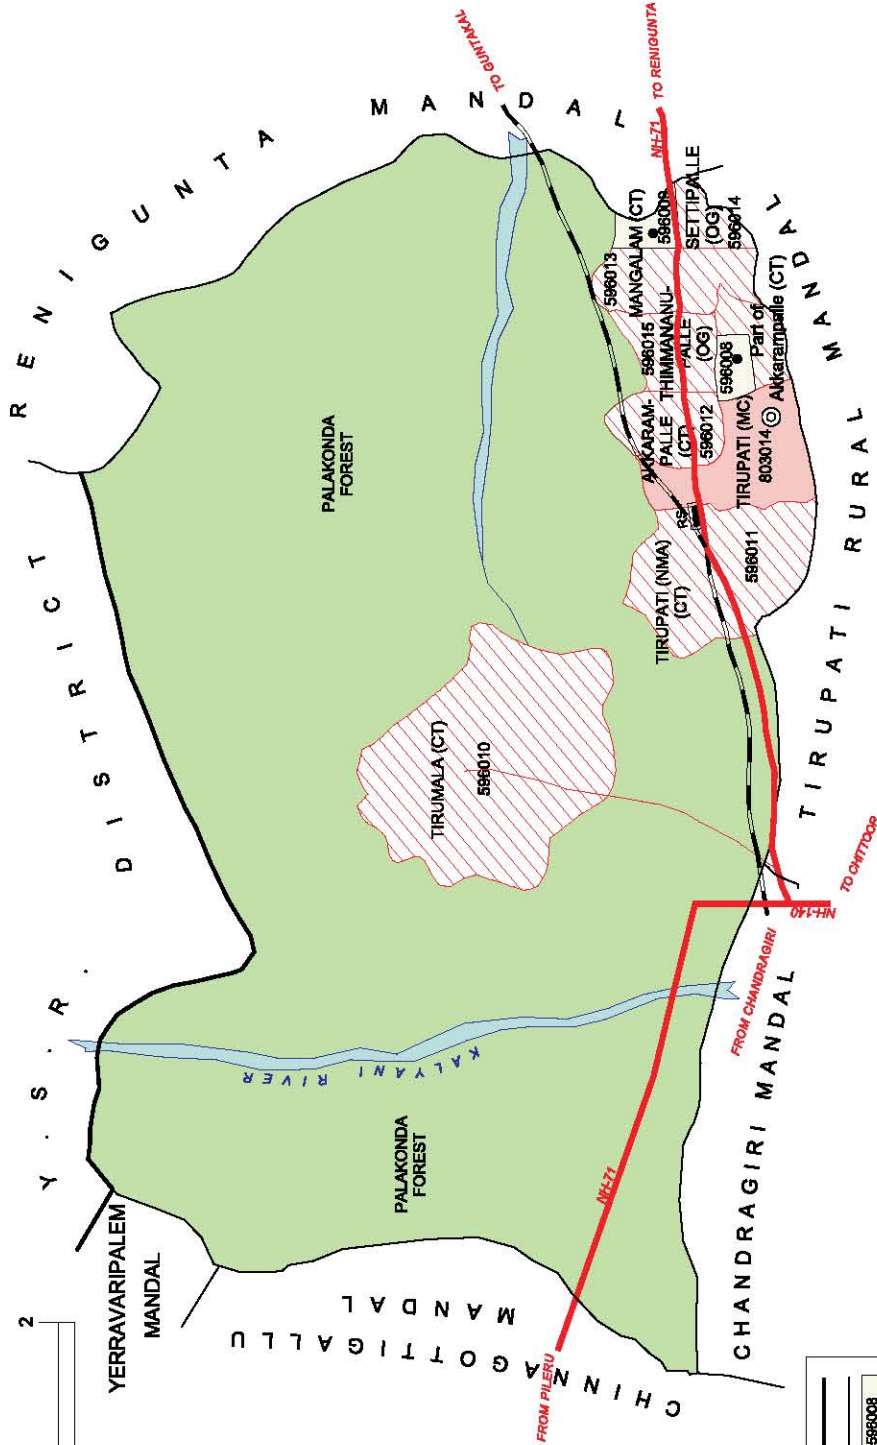 TO GUNTAKAL
TO RENIGUNTA
NH-71
RENIGUNTA MANDAL
Y.S.R. DISTRICT
PALAKONDA
FOREST
596013
MANGALAM (CT)
596009
SETTIPALLE
(OG)
596014
596015
THIMMANANU-
PALLE
(OG)
596008
Part of
Akkarampalle (CT)
AKKARAM-
PALLE
(CT)
596012
TIRUPATI (MC)
803014
RS
TIRUPATI (NMA)
(CT)
596011
TIRUMALA (CT)
596010
TIRUPATI RURAL MANDAL
TO CHITTOOR
NH-140
FROM CHANDRAGIRI
CHANDRAGIRI MANDAL
KALYANI RIVER
PALAKONDA
FOREST
NH-71
YERRAVARIPALEM
MANDAL
2
CHINNAGOTTIGALLU
MANDAL
FROM PILERU
596008